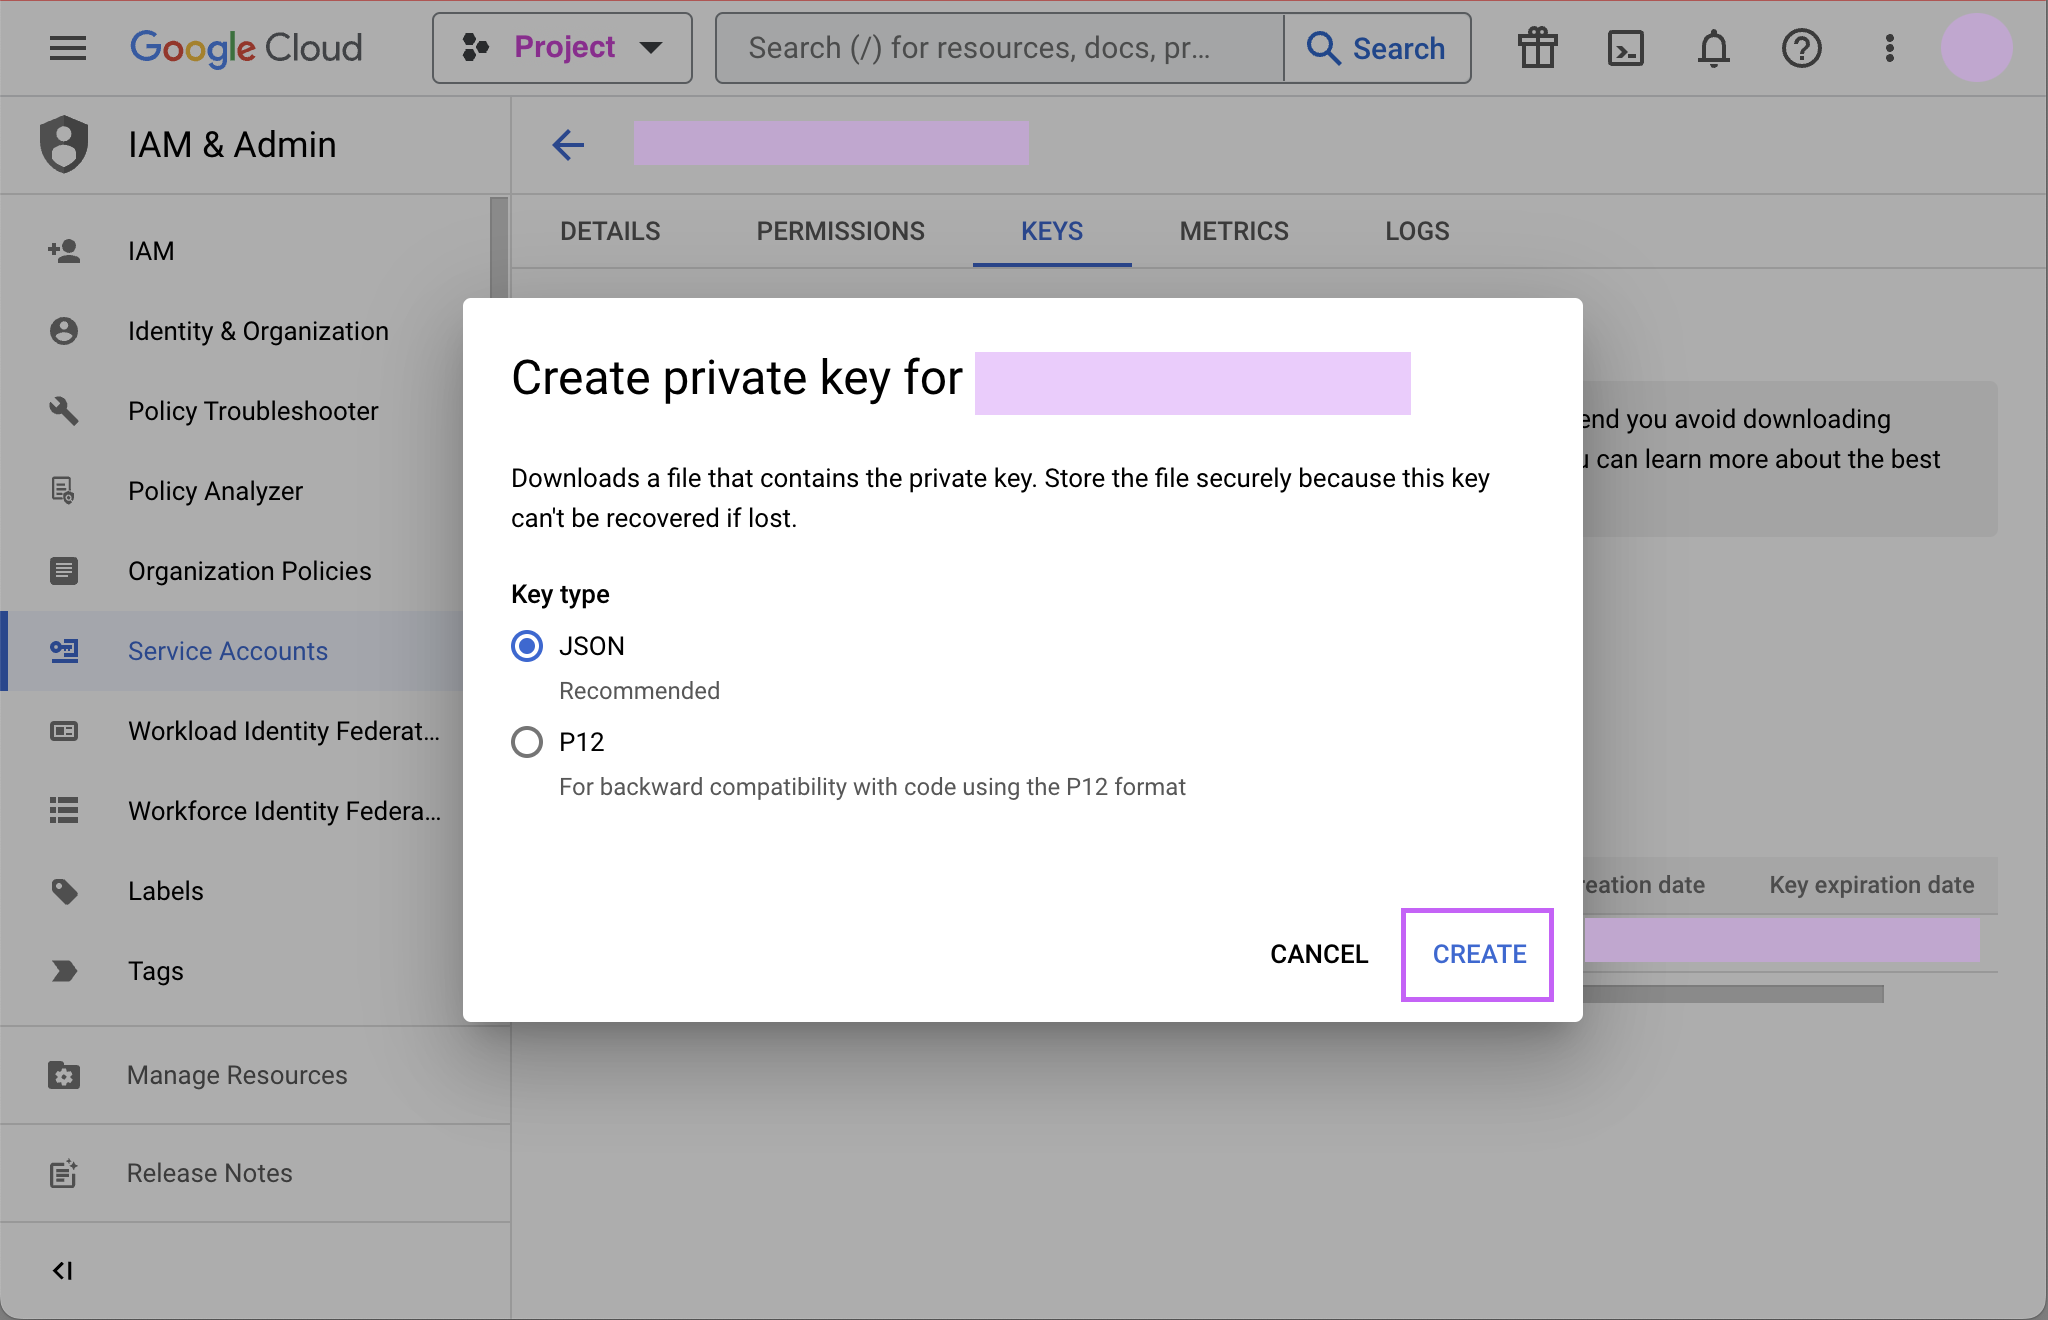 Google Cloud
Project
Search (/) for resources, docs, pr...
Search
IAM & Admin
DETAILS
PERMISSIONS
KEYS
METRICS
LOGS
IAM
Identity & Organization
Policy Troubleshooter
Policy Analyzer
Organization Policies
Service Accounts
Workload Identity Federat...
Workforce Identity Federa...
Labels
Tags
Manage Resources
Release Notes
you avoid downloading
can learn more about the best
Create private key for
Downloads a file that contains the private key. Store the file securely because this key
can't be recovered if lost.
Key type
JSON
Recommended
P12
For backward compatibility with code using the P12 format
CANCEL
CREATE
date
Key expiration date